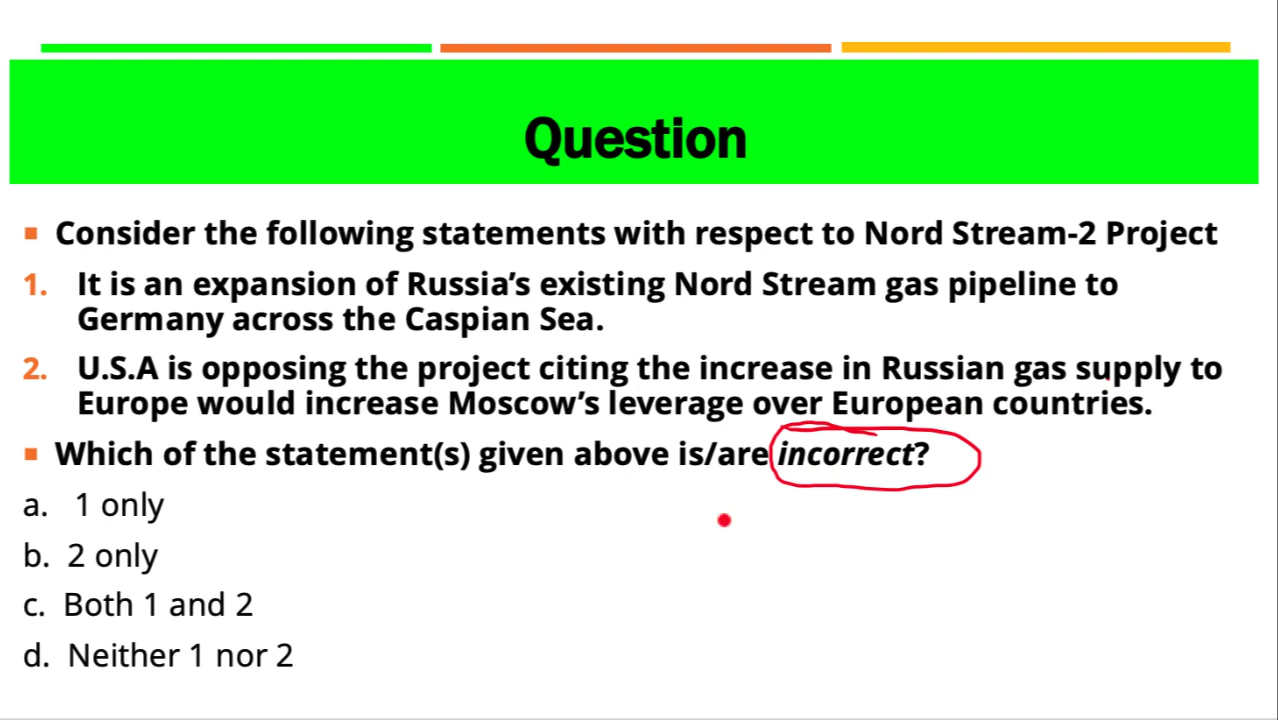 Question
Consider the following statements with respect to Nord Stream-2 Project
1. It is an expansion of Russia’s existing Nord Stream gas pipeline to
Germany across the Caspian Sea.
2. U.S.A is opposing the project citing the increase in Russian gas supply to
Europe would increase Moscow’s leverage over European countries.
Which of the statement(s) given above is/are incorrect?
a. 1 only
b. 2 only
c. Both 1 and 2
d. Neither 1 nor 2